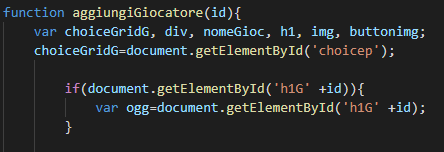 function aggiungiGiocatore(id){
var choiceGridG, div, nomeGioc, h1, img, buttonimg;
choiceGridG=document.getElementById('choicep');
if(document.getElementById('h1G' +id)){
var ogg=document.getElementById('h1G' +id);
}